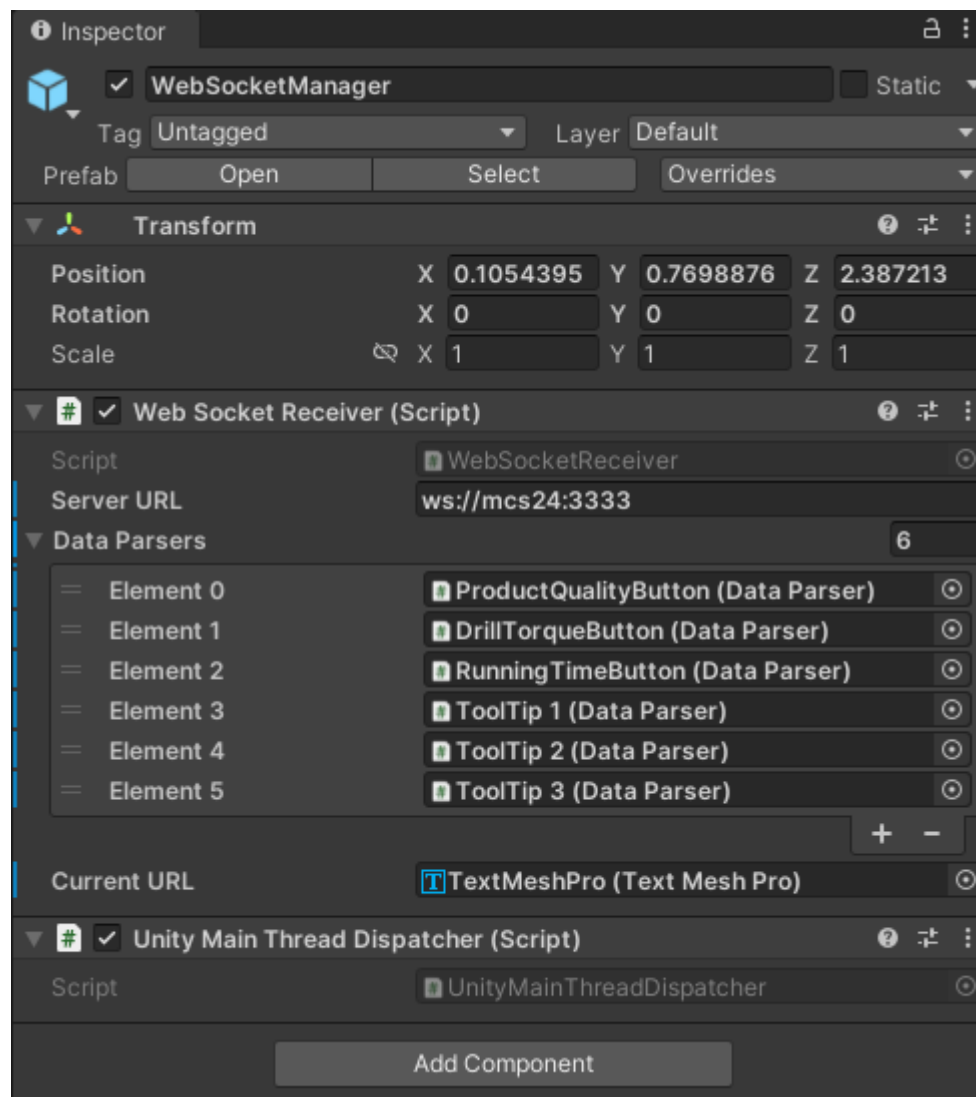 Inspector
WebSocketManager Static
Tag Untagged Layer Default
Prefab Open Select Overrides
Transform
Position X 0.1054395 Y 0.7698876 Z 2.387213
Rotation X 0 Y 0 Z 0
Scale X 1 Y 1 Z 1
# Web Socket Receiver (Script)
Script # WebSocketReceiver
Server URL ws://mcs24:3333
Data Parsers 6
Element 0 # ProductQualityButton (Data Parser)
Element 1 # DrillTorqueButton (Data Parser)
Element 2 # RunningTimeButton (Data Parser)
Element 3 # ToolTip 1 (Data Parser)
Element 4 # ToolTip 2 (Data Parser)
Element 5 # ToolTip 3 (Data Parser)
+ −
Current URL T TextMeshPro (Text Mesh Pro)
# Unity Main Thread Dispatcher (Script)
Script # UnityMainThreadDispatcher
Add Component